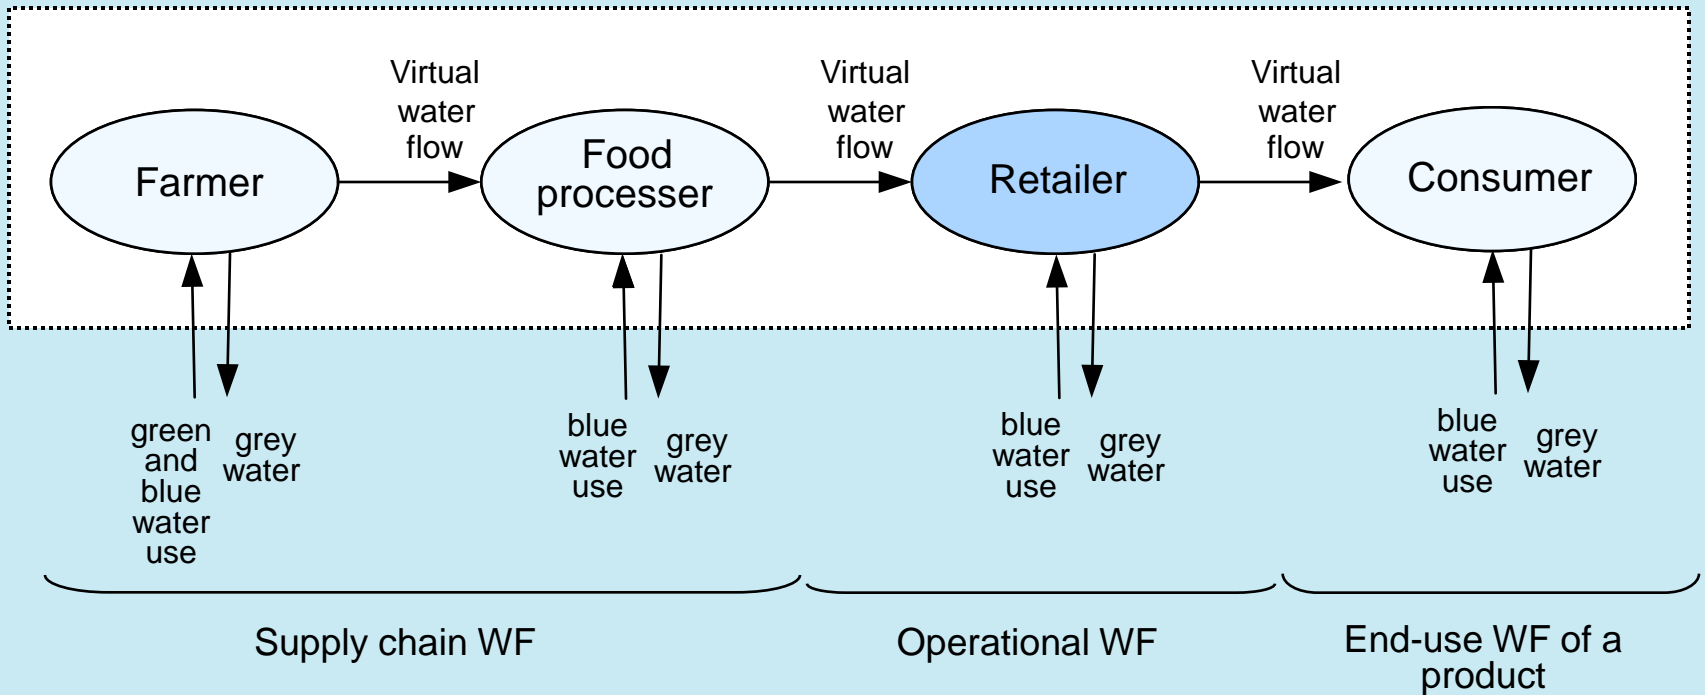 Virtual
water
flow
Virtual
water
flow
Virtual
water
flow
Farmer
Food
processer
Retailer
Consumer
green
and
blue
water
use
grey
water
blue
water
use
grey
water
blue
water
use
grey
water
blue
water
use
grey
water
Supply chain WF
Operational WF
End-use WF of a
product